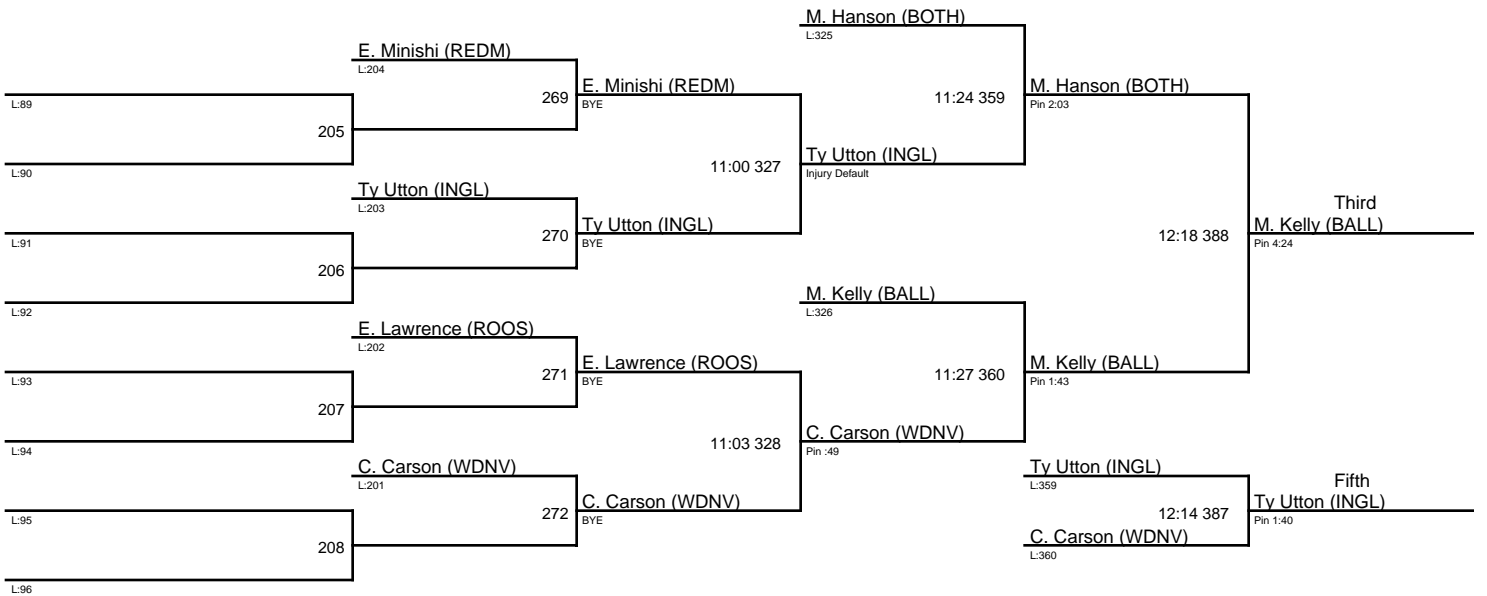 M. Hanson (BOTH)
L:325
E. Minishi (REDM)
L:204
L:89
269
E. Minishi (REDM)
BYE
11:24 359
M. Hanson (BOTH)
Pin 2:03
205
L:90
11:00 327
Ty Utton (INGL)
Injury Default
Ty Utton (INGL)
L:203
L:91
270
Ty Utton (INGL)
BYE
12:18 388
Third
M. Kelly (BALL)
Pin 4:24
206
L:92
M. Kelly (BALL)
L:326
E. Lawrence (ROOS)
L:202
L:93
271
E. Lawrence (ROOS)
BYE
11:27 360
M. Kelly (BALL)
Pin 1:43
207
L:94
11:03 328
C. Carson (WDNV)
Pin :49
C. Carson (WDNV)
L:201
Ty Utton (INGL)
L:359
L:95
272
C. Carson (WDNV)
BYE
12:14 387
Fifth
Ty Utton (INGL)
Pin 1:40
208
C. Carson (WDNV)
L:360
L:96